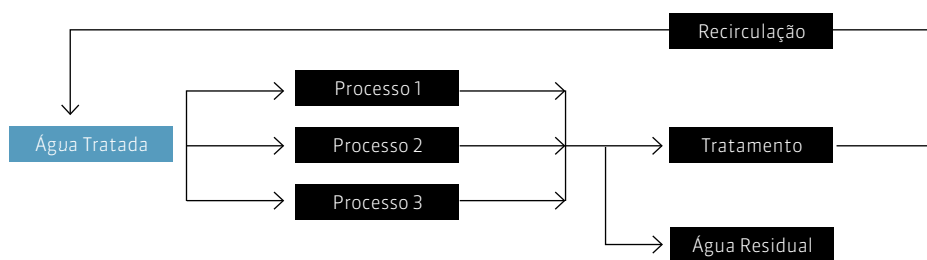 Recirculação
Processo 1
Água Tratada
Processo 2
Tratamento
Processo 3
Água Residual